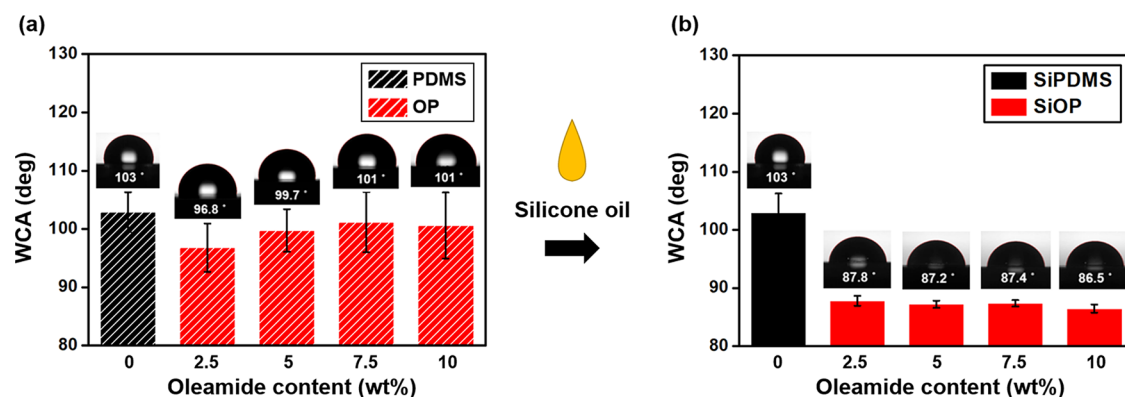 (a)
130
120
110
100
90
80
WCA (deg)
PDMS
OP
103 °
96.8 °
99.7 °
101 °
101 °
0
2.5
5
7.5
10
Oleamide content (wt%)
Silicone oil
(b)
130
120
110
100
90
80
WCA (deg)
SiPDMS
SiOP
103 °
87.8 °
87.2 °
87.4 °
86.5 °
0
2.5
5
7.5
10
Oleamide content (wt%)